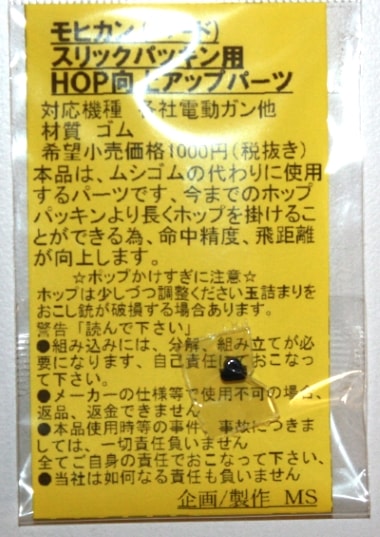 モヒカン(ハード)
スリックパッキン用
HOP向上アップパーツ
対応機種 各社電動ガン他
材質 ゴム
希望小売価格1000円(税抜き)
本品は、ムシゴムの代わりに使用
するパーツです、今までのホップ
パッキンより長くホップを掛けるこ
とができる為、命中精度、飛距離
が向上します。
☆ホップかけすぎに注意☆
ホップは少しづつ調整ください玉詰まりを
おこし銃が破損する場合あります。
警告「読んで下さい」
●組み込みには、分解、組み立てが必
要になります、自己責任にておこなっ
て下さい。
●メーカーの仕様等で使用不可の場合、
返品、返金できません
●本品使用時等の事件、事故につきま
しては、一切責任負いません
全てご自身の責任でおこなって下さい、
●当社は如何なる責任も負いません
企画/製作 MS